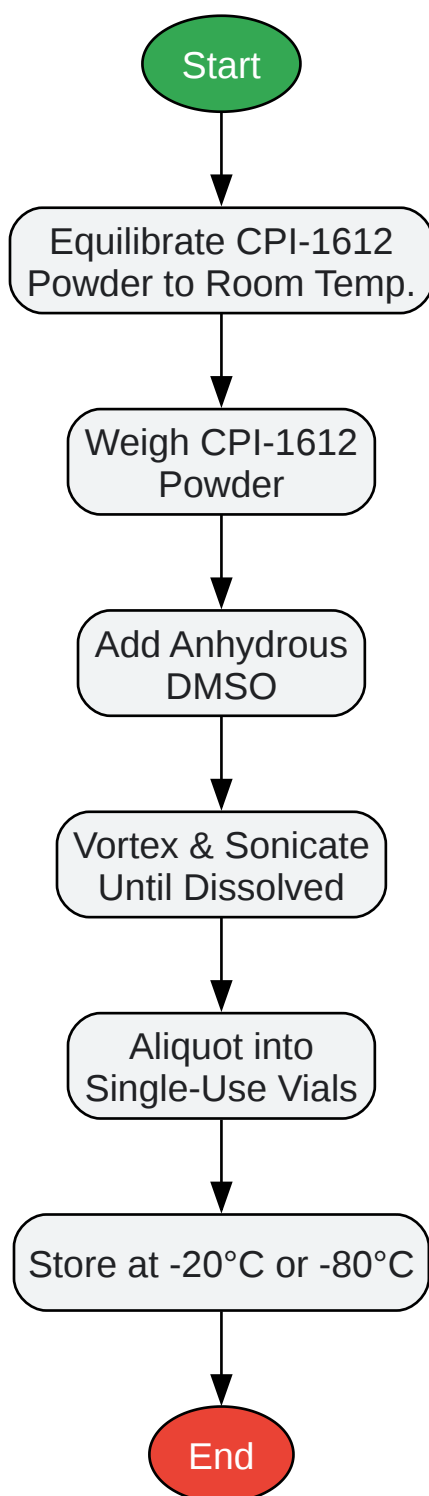 Start
Equilibrate CPI-1612
Powder to Room Temp.
Weigh CPI-1612
Powder
Add Anhydrous
DMSO
Vortex & Sonicate
Until Dissolved
Aliquot into
Single-Use Vials
Store at -20°C or -80°C
End